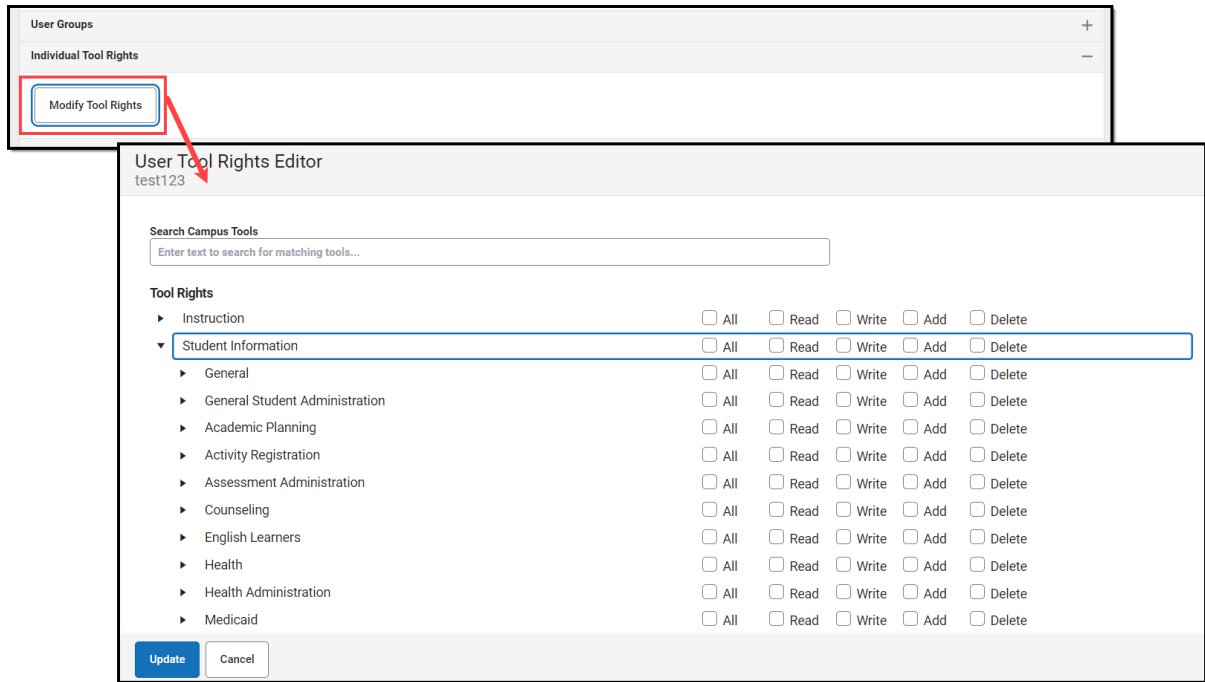 User Groups
Individual Tool Rights
Modify Tool Rights
User Tool Rights Editor
test123
Search Campus Tools
Enter text to search for matching tools...
Tool Rights
Instruction All Read Write Add Delete
Student Information All Read Write Add Delete
General All Read Write Add Delete
General Student Administration All Read Write Add Delete
Academic Planning All Read Write Add Delete
Activity Registration All Read Write Add Delete
Assessment Administration All Read Write Add Delete
Counseling All Read Write Add Delete
English Learners All Read Write Add Delete
Health All Read Write Add Delete
Health Administration All Read Write Add Delete
Medicaid All Read Write Add Delete
Update Cancel